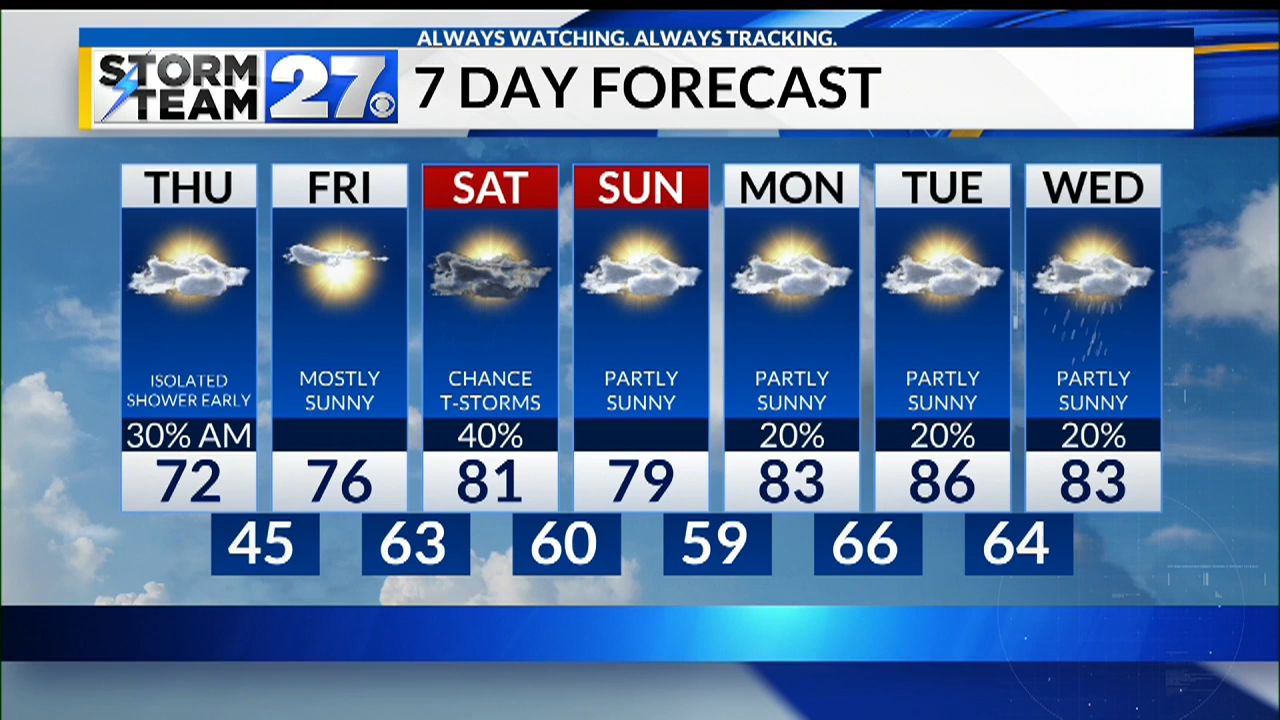 ALWAYS WATCHING. ALWAYS TRACKING.
STORM
TEAM
27
7 DAY FORECAST
THU
FRI
SAT
SUN
MON
TUE
WED
ISOLATED
SHOWER EARLY
MOSTLY
SUNNY
CHANCE
T-STORMS
PARTLY
SUNNY
PARTLY
SUNNY
PARTLY
SUNNY
PARTLY
SUNNY
30% AM
40%
20%
20%
20%
72
76
81
79
83
86
83
45
63
60
59
66
64